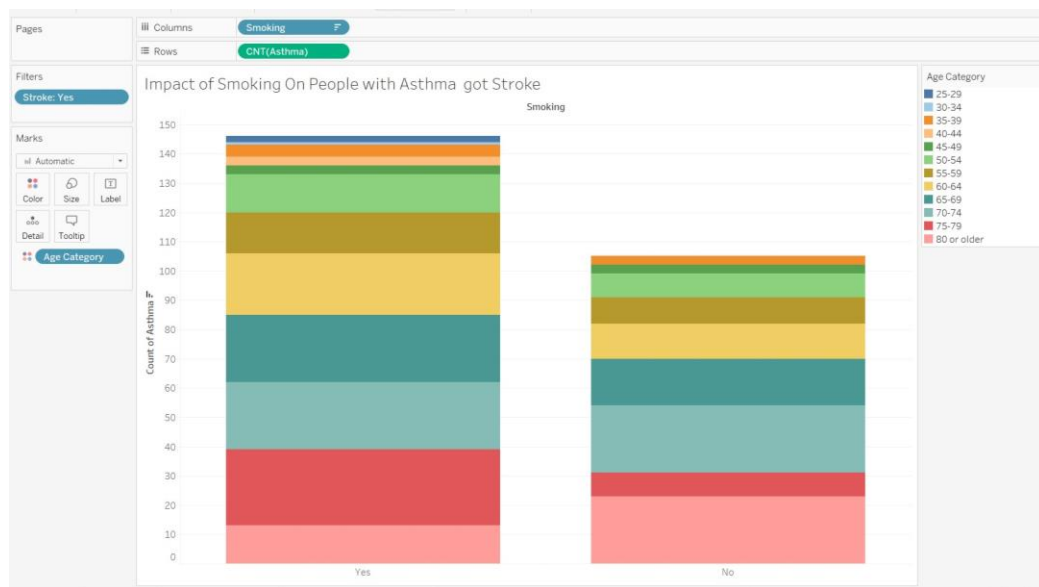 Pages
Columns
Smoking
Rows
CNT(Asthma)
Filters
Stroke: Yes
Marks
Automatic
Color
Size
Label
Detail
Tooltip
Age Category
Impact of Smoking On People with Asthma  got Stroke
Smoking
Count of Asthma
150
140
130
120
110
100
90
80
70
60
50
40
30
20
10
0
Yes
No
Age Category
25-29
30-34
35-39
40-44
45-49
50-54
55-59
60-64
65-69
70-74
75-79
80 or older